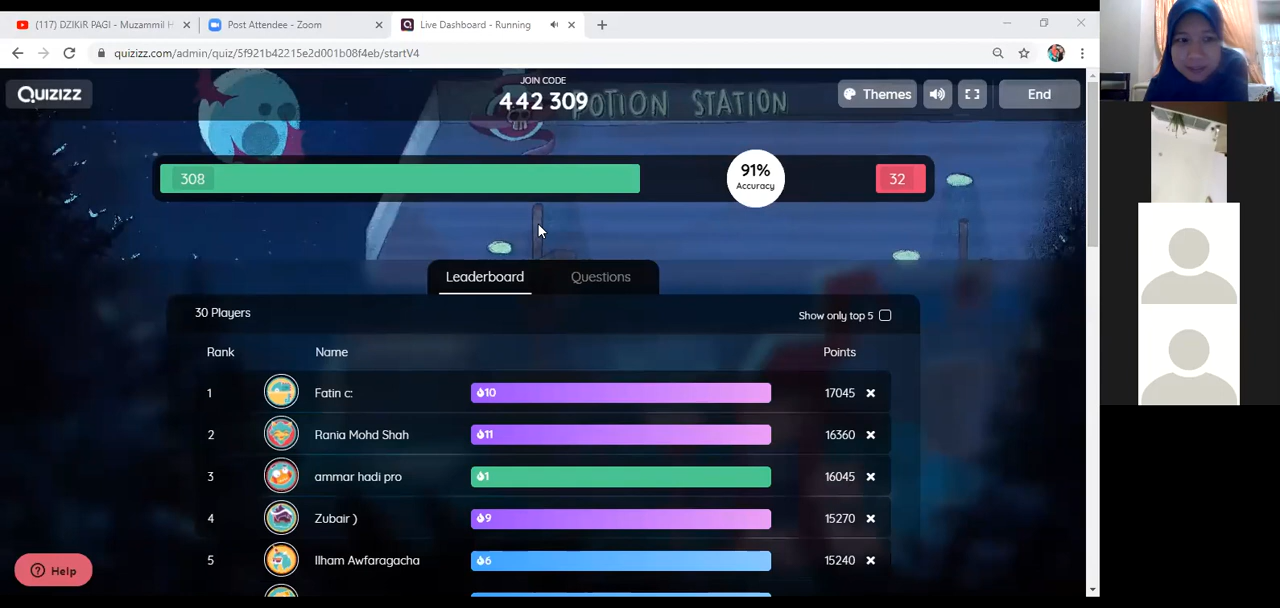 (117) DZIKiR PAGI - Muzammil H
Post Attendee - Zoom
Live Dashboard - Running
quizizz.com/admin/quiz/5f921b42215e2d001b08f4eb/startV4
Quizizz
JOIN CODE
442 309
POTION STATION
Themes
End
308
91%
Accuracy
32
Leaderboard
Questions
30 Players
Show only top 5
Rank
Name
Points
1 Fatin c: 10 17045
2 Rania Mohd Shah 11 16360
3 ammar hadi pro 1 16045
4 Zubair ) 9 15270
5 Ilham Awfaragacha 6 15240
Help